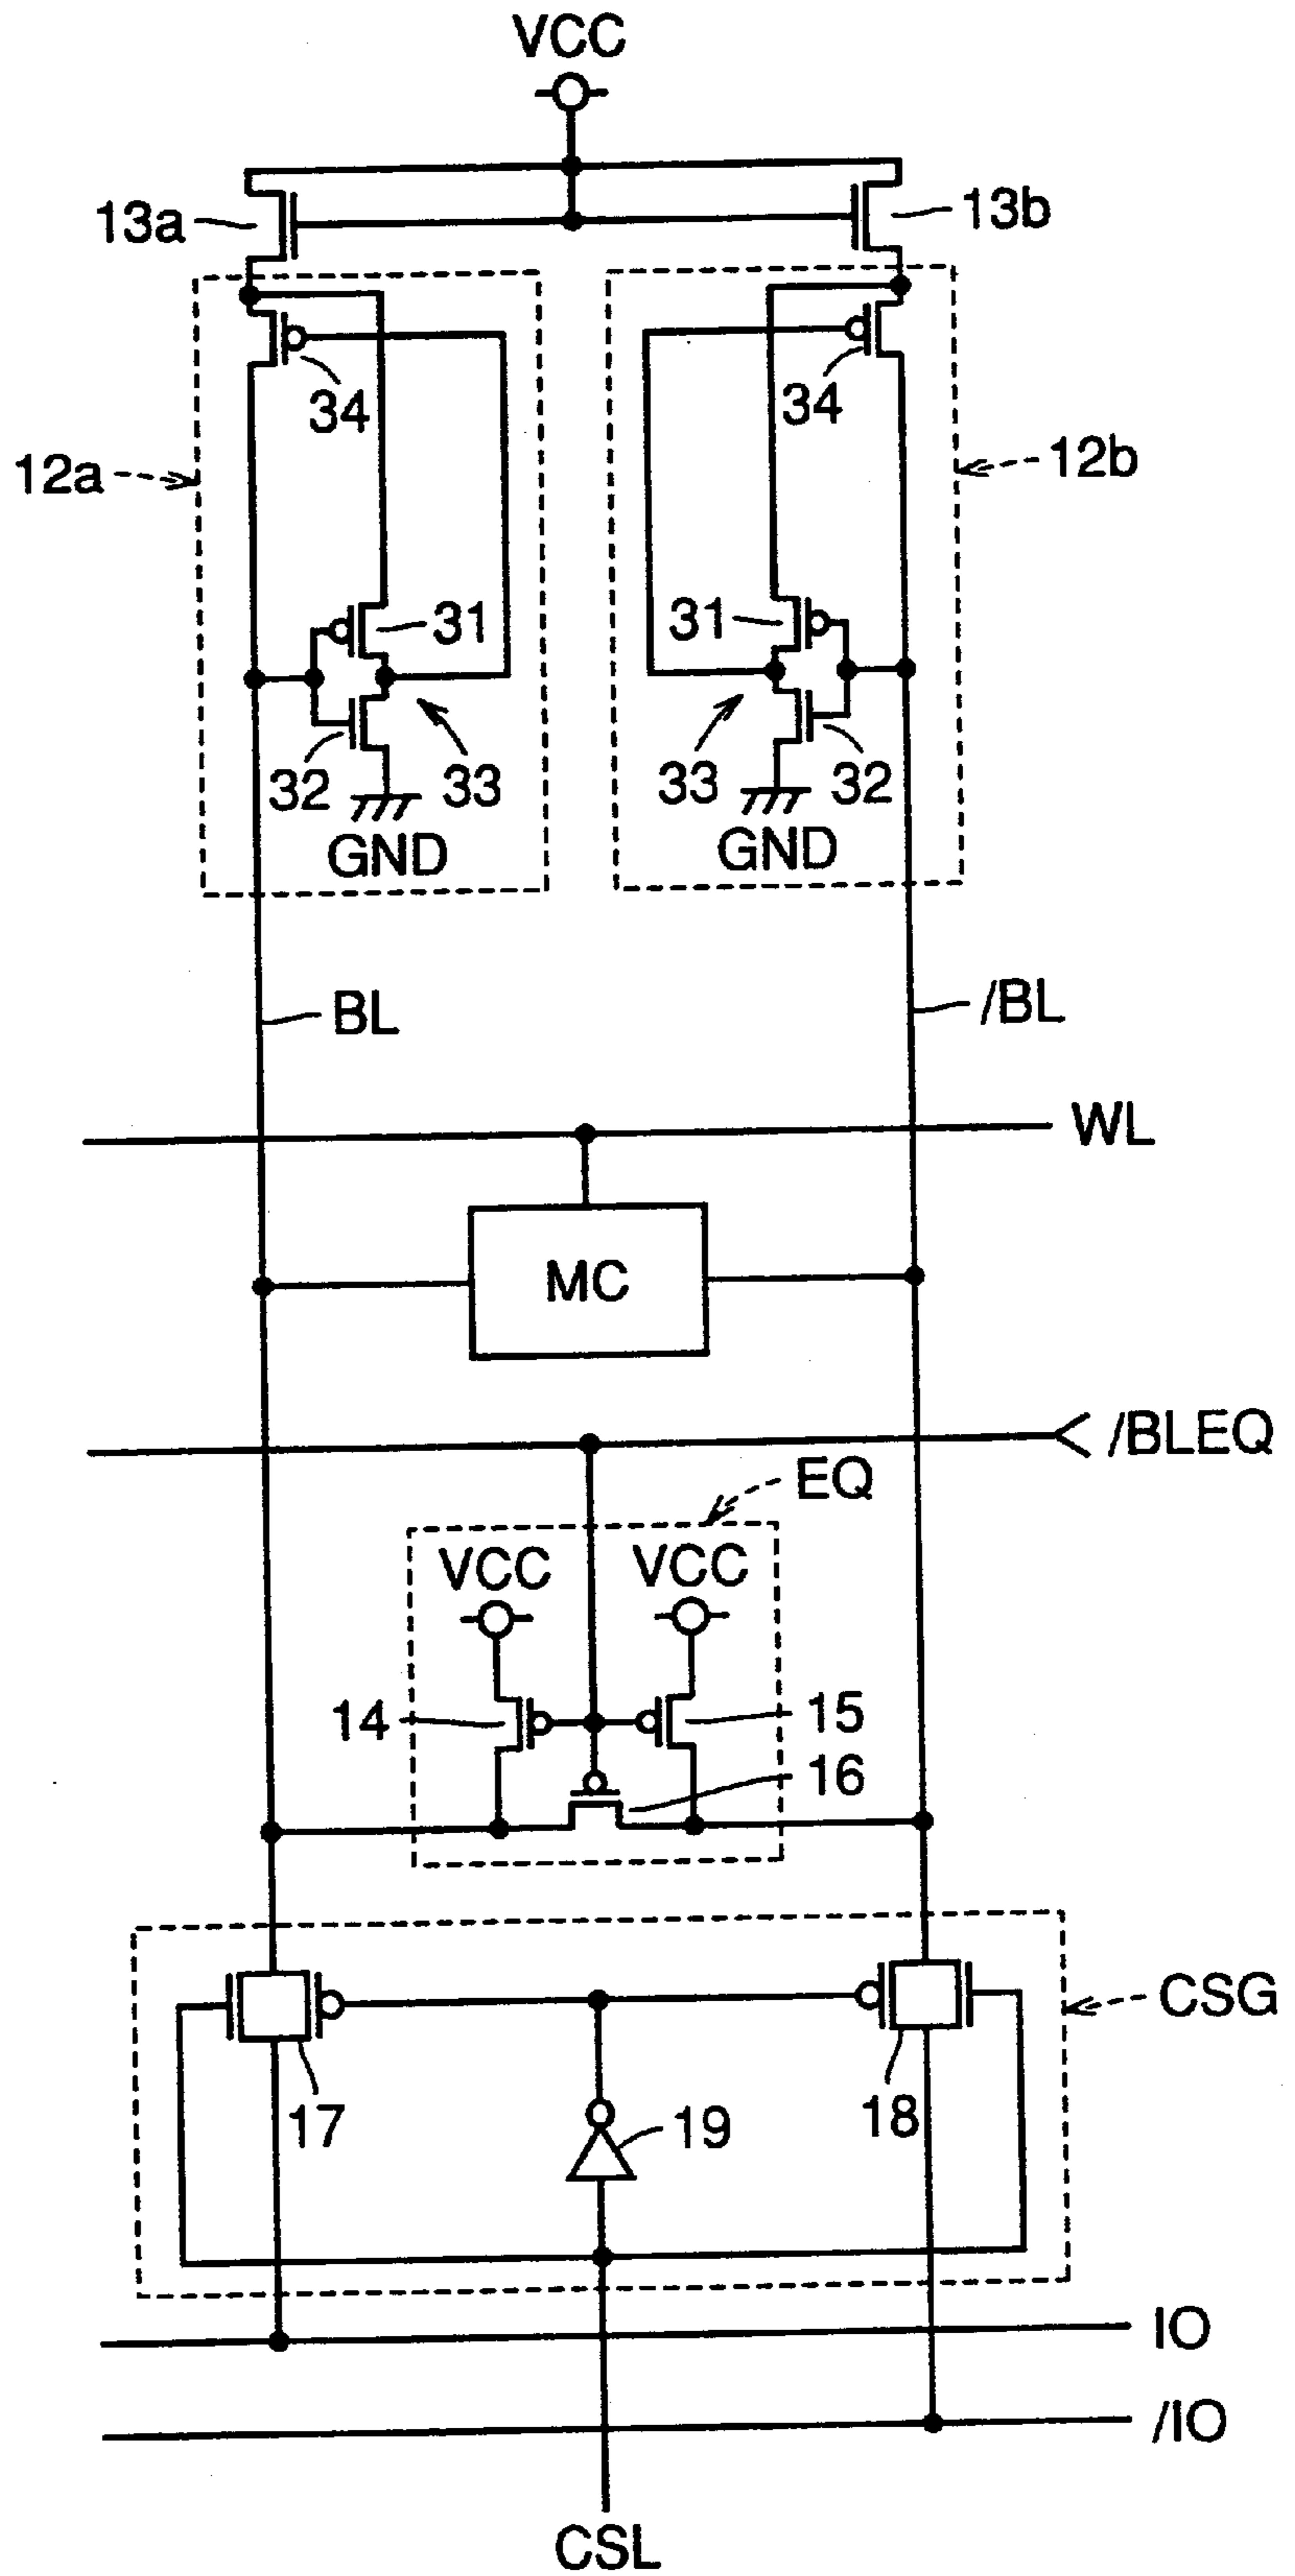 VCC
13a
13b
34
34
12a
12b
31
31
32
33
33
32
GND
GND
BL
/BL
WL
MC
/BLEQ
EQ
VCC
VCC
14
15
16
CSG
17
18
19
IO
/IO
CSL